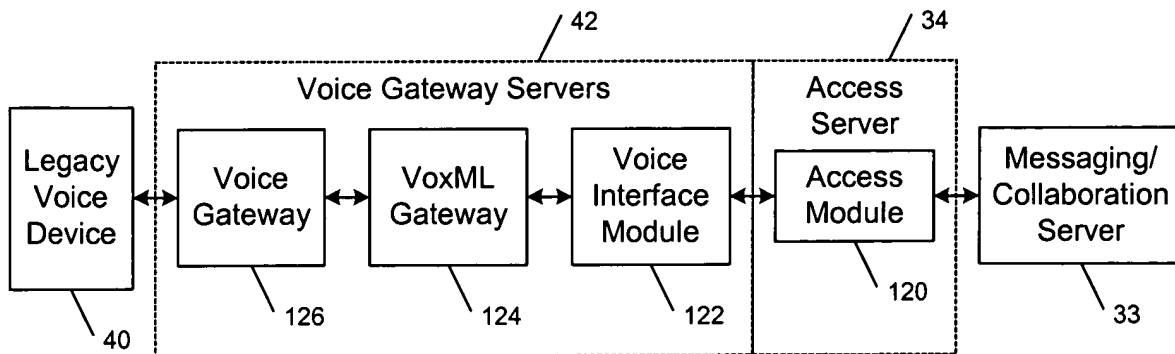 42
34
Voice Gateway Servers
Access
Server
Legacy
Voice
Device
Voice
Gateway
VoxML
Gateway
Voice
Interface
Module
Access
Module
Messaging/
Collaboration
Server
40
126
124
122
120
33